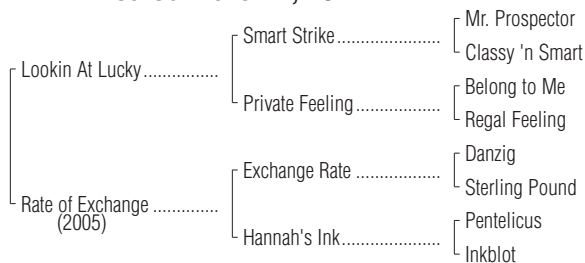 Smart Strike
Mr. Prospector
Classy 'n Smart
Lookin At Lucky
Private Feeling
Belong to Me
Regal Feeling
Exchange Rate
Danzig
Sterling Pound
Rate of Exchange
(2005)
Hannah's Ink
Pentelicus
Inkblot